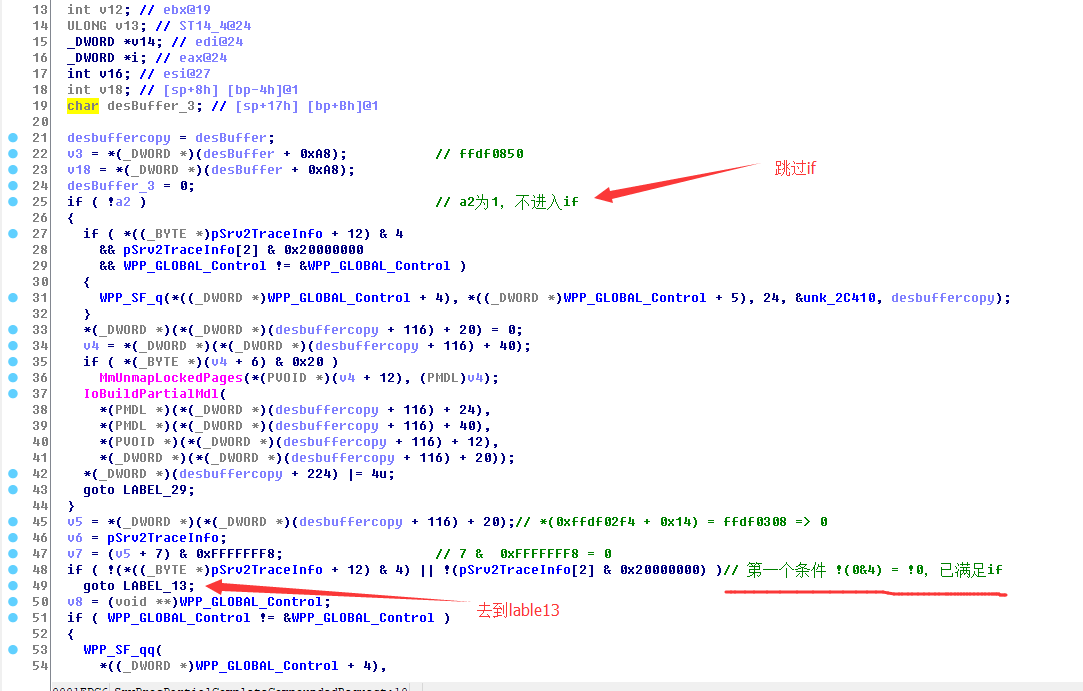 13 int v12; // ebx@19
14 ULONG v13; // ST14_4@24
15 _DWORD *v14; // edi@24
16 _DWORD *i; // eax@24
17 int v16; // esi@27
18 int v18; // [sp+8h] [bp-4h]@1
19 char desBuffer_3; // [sp+17h] [bp+Bh]@1
20
21 desbuffercopy = desBuffer;
22 v3 = *(_DWORD *)(desBuffer + 0xA8); // ffdf0850
跳过if
23 v18 = *(_DWORD *)(desBuffer + 0xA8);
24 desBuffer_3 = 0;
25 if ( !a2 ) // a2为1, 不进入if
26 {
27 if ( *((_BYTE *)pSrv2TraceInfo + 12) & 4
28 && pSrv2TraceInfo[2] & 0x20000000
29 && WPP_GLOBAL_Control != &WPP_GLOBAL_Control )
30 {
31 WPP_SF_q(*((_DWORD *)WPP_GLOBAL_Control + 4), *((_DWORD *)WPP_GLOBAL_Control + 5), 24, &unk_2C410, desbuffercopy);
32 }
33 *(_DWORD *)(*(_DWORD *)(desbuffercopy + 116) + 20) = 0;
34 v4 = *(_DWORD *)(*(_DWORD *)(desbuffercopy + 116) + 40);
35 if ( *(_BYTE *)(v4 + 6) & 0x20 )
36 MmUnmapLockedPages(*(PVOID *)(v4 + 12), (PMDL)v4);
37 IoBuildPartialMdl(
38 *(PMDL *)(*(_DWORD *)(desbuffercopy + 116) + 24),
39 *(PMDL *)(*(_DWORD *)(desbuffercopy + 116) + 40),
40 *(PVOID *)(*(_DWORD *)(desbuffercopy + 116) + 12),
41 *(_DWORD *)(*(_DWORD *)(desbuffercopy + 116) + 20));
42 *(_DWORD *)(desbuffercopy + 224) |= 4u;
43 goto LABEL_29;
44 }
45 v5 = *(_DWORD *)(*(_DWORD *)(desbuffercopy + 116) + 20);// *(0xffdf02f4 + 0x14) = ffdf0308 => 0
46 v6 = pSrv2TraceInfo;
47 v7 = (v5 + 7) & 0xFFFFFFF8; // 7 & 0xFFFFFFF8 = 0
48 if ( !(*((_BYTE *)pSrv2TraceInfo + 12) & 4) || !(pSrv2TraceInfo[2] & 0x20000000) )// 第一个条件 !(0&4) = !0, 已满足if
49 goto LABEL_13;
50 v8 = (void **)WPP_GLOBAL_Control;
去到lable13
51 if ( WPP_GLOBAL_Control != &WPP_GLOBAL_Control )
52 {
53 WPP_SF_qq(
54 *((_DWORD *)WPP_GLOBAL_Control + 4),